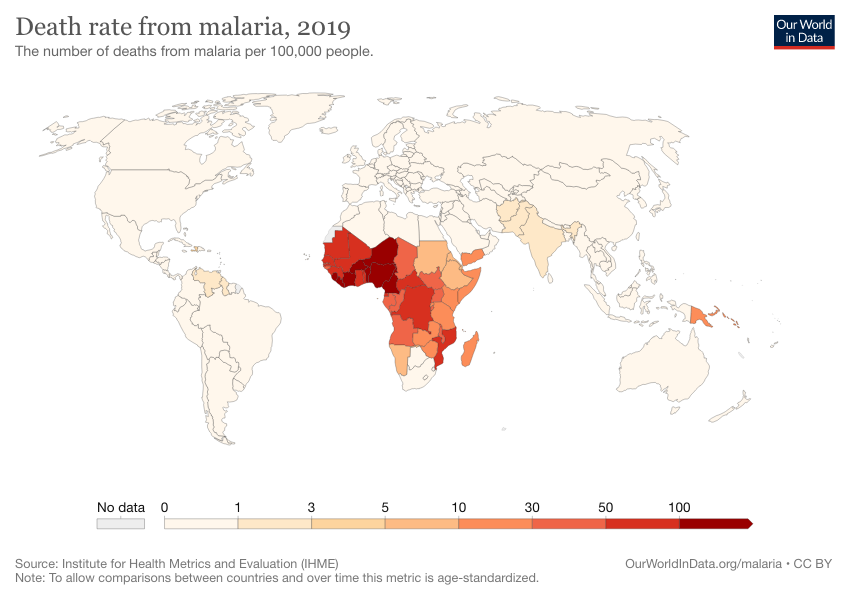 Death rate from malaria, 2019
The number of deaths from malaria per 100,000 people.
Our World
in Data
No data
0 1 3 5 10 30 50 100
Source: Institute for Health Metrics and Evaluation (IHME)
OurWorldInData.org/malaria • CC BY
Note: To allow comparisons between countries and over time this metric is age-standardized.